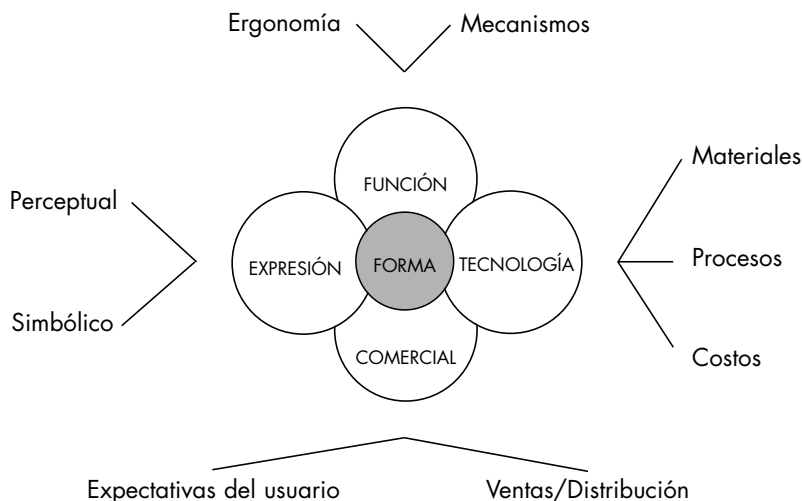 Ergonomía
Mecanismos
FUNCIÓN
Materiales
Perceptual
EXPRESIÓN
FORMA
TECNOLOGÍA
Procesos
Simbólico
COMERCIAL
Costos
Expectativas del usuario
Ventas/Distribución